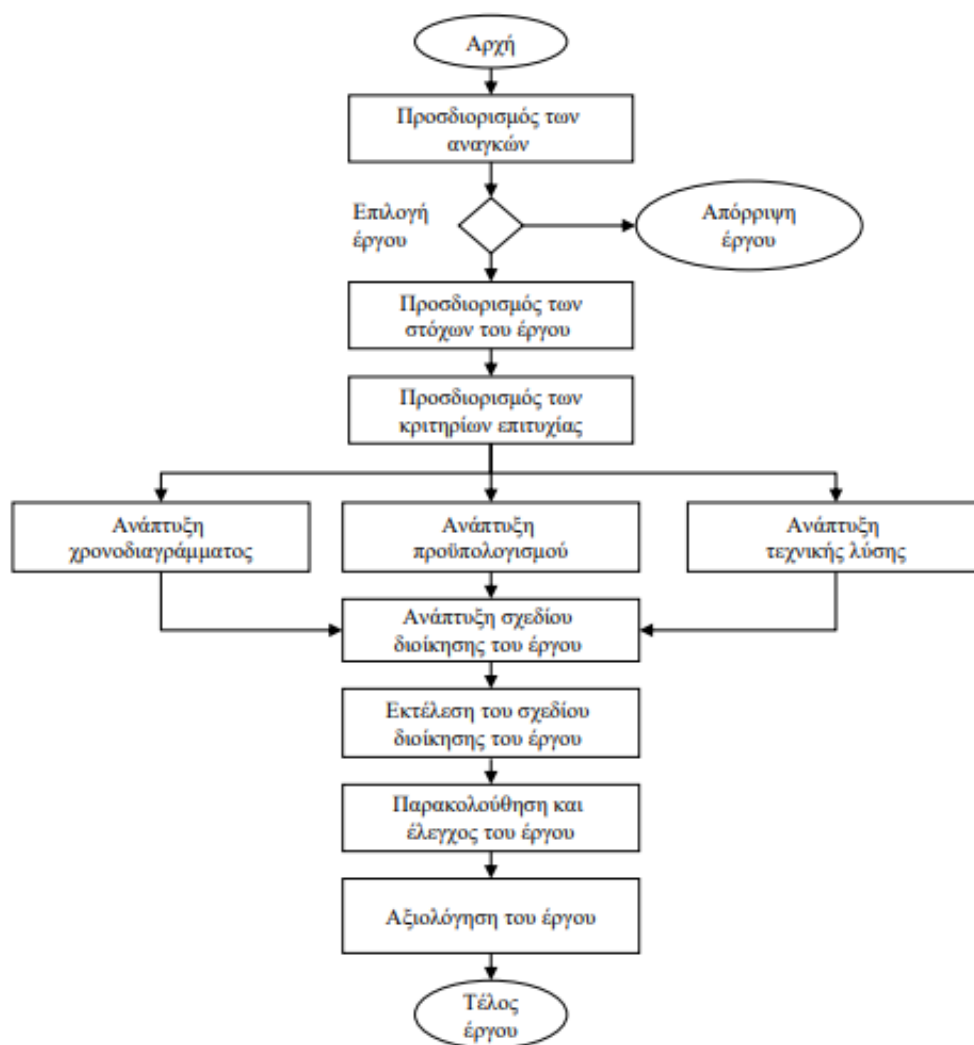 Αρχή
Προσδιορισμός των
αναγκών
Επιλογή
έργου
Απόρριψη
έργου
Προσδιορισμός των
στόχων του έργου
Προσδιορισμός των
κριτηρίων επιτυχίας
Ανάπτυξη
χρονοδιαγράμματος
Ανάπτυξη
προϋπολογισμού
Ανάπτυξη
τεχνικής λύσης
Ανάπτυξη σχεδίου
διοίκησης του έργου
Εκτέλεση του σχεδίου
διοίκησης του έργου
Παρακολούθηση και
έλεγχος του έργου
Αξιολόγηση του έργου
Τέλος
έργου